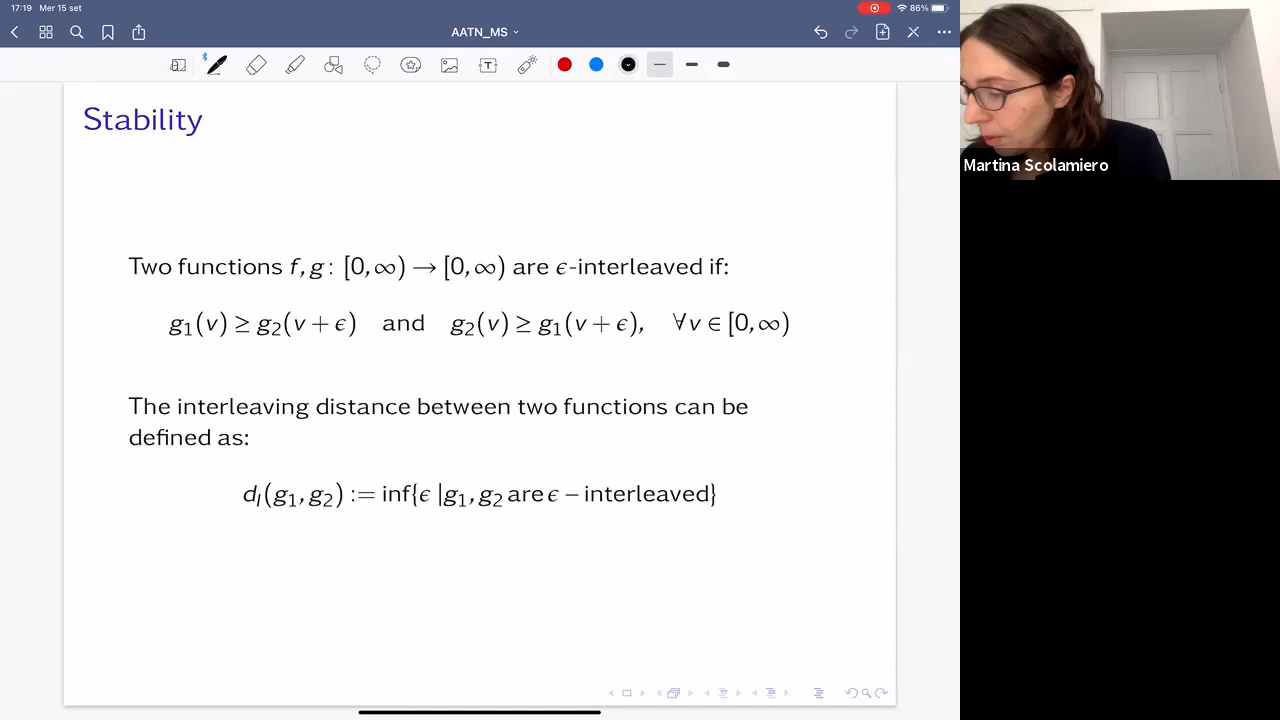 17:19 Mer 15 set
86%
AATN_MS
T
Stability
Two functions f, g : [0, ∞) → [0, ∞) are ϵ-interleaved if:
g₁(v) ≥ g₂(v + ϵ) and g₂(v) ≥ g₁(v + ϵ), ∀v ∈ [0, ∞)
The interleaving distance between two functions can be
defined as:
d_I(g₁, g₂) := inf{ϵ |g₁, g₂ are ϵ − interleaved}
Martina Scolamiero